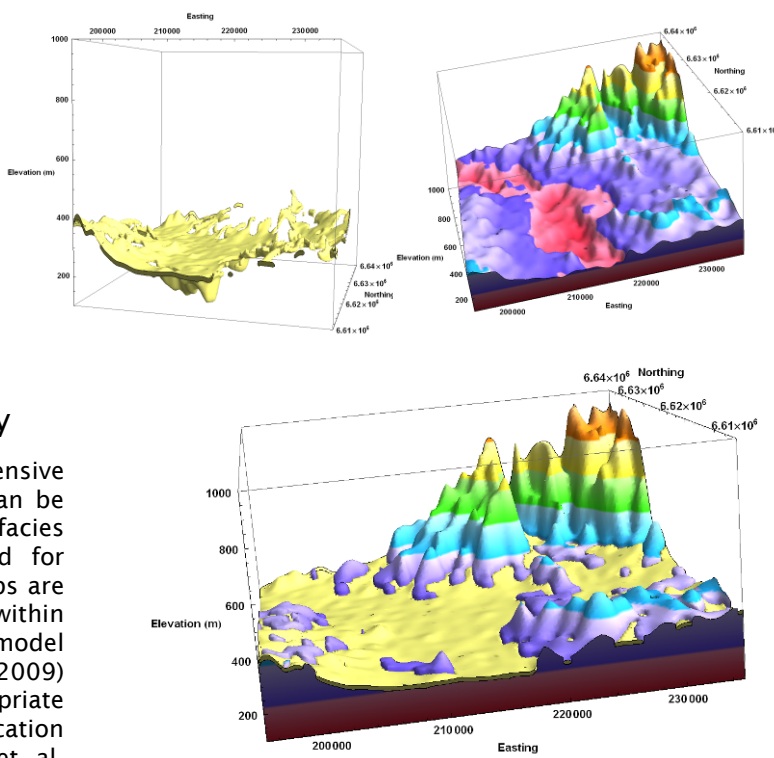 Easting
200000 210000 220000 230000
1000
800
600
Elevation (m)
400
200
6.64×10⁶
6.63×10⁶
Northing
6.62×10⁶
6.61×10⁶
6.64×10⁶
6.63×10⁶
Northing
6.62×10⁶
6.61×10
1000
800
600
Elevation (m)
400
200
200000
210000
220000
230000
Easting
y
ensive
an be
facies
d for
ps are
within
model
2009)
priate
cation
et al.
6.64×10⁶ Northing
6.63×10⁶
6.62×10⁶
6.61×10⁶
1000
800
600
Elevation (m)
400
200
200000
210000
220000
230000
Easting